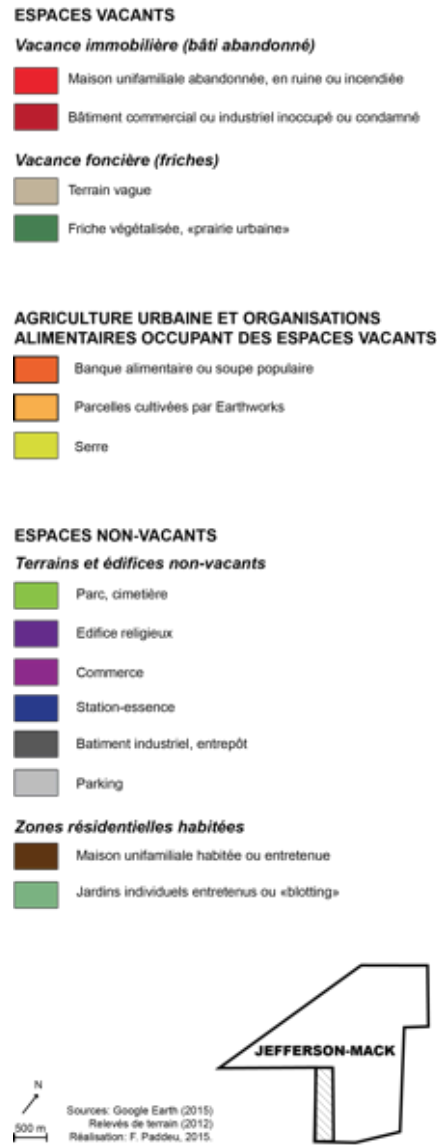 ESPACES VACANTS
Vacance immobilière (bâti abandonné)
Maison unifamiliale abandonnée, en ruine ou incendiée
Bâtiment commercial ou industriel inoccupé ou condamné
Vacance foncière (friches)
Terrain vague
Friche végétalisée, «prairie urbaine»
AGRICULTURE URBAINE ET ORGANISATIONS
ALIMENTAIRES OCCUPANT DES ESPACES VACANTS
Banque alimentaire ou soupe populaire
Parcelles cultivées par Earthworks
Serre
ESPACES NON-VACANTS
Terrains et édifices non-vacants
Parc, cimetière
Edifice religieux
Commerce
Station-essence
Batiment industriel, entrepôt
Parking
Zones résidentielles habitées
Maison unifamiliale habitée ou entretenue
Jardins individuels entretenus ou «blotting»
JEFFERSON-MACK
N
500 m
Sources: Google Earth (2015)
Relevés de terrain (2012)
Réalisation: F. Paddeu, 2015.